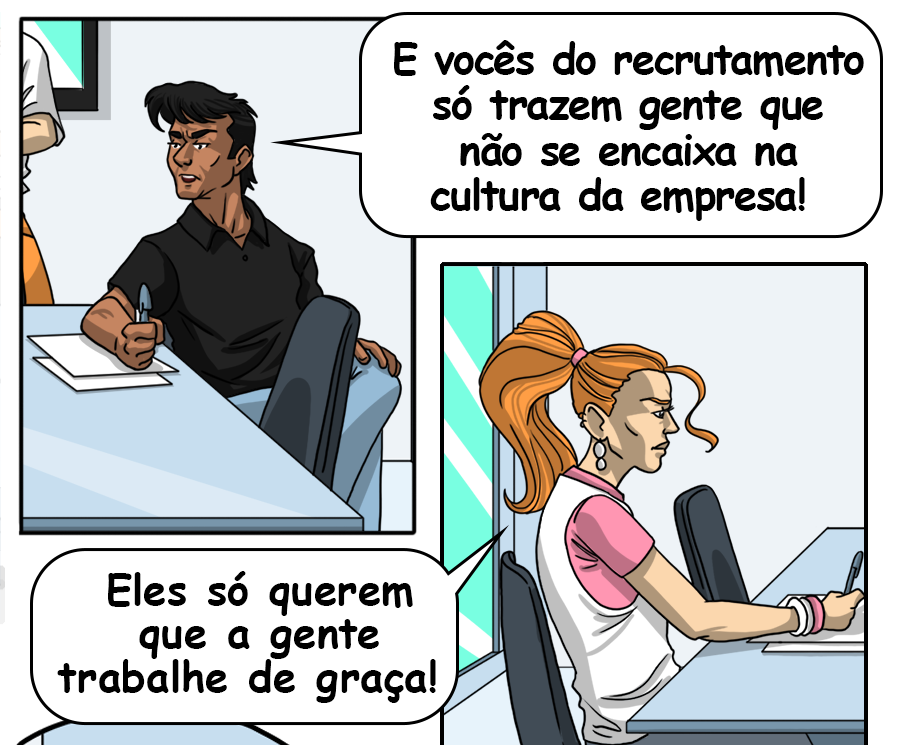 E vocês do recrutamento
só trazem gente que
não se encaixa na
cultura da empresa!
Eles só querem
que a gente
trabalhe de graça!